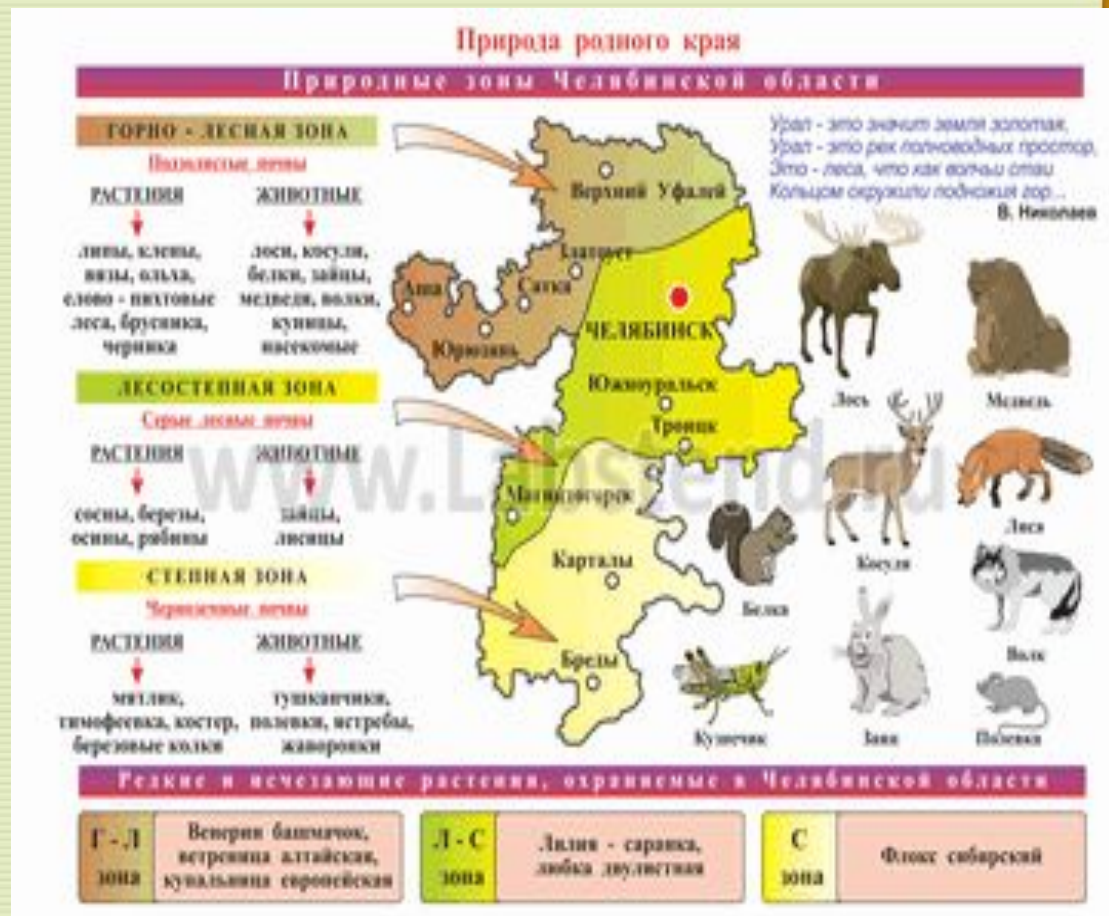 Природа родного края
Природные зоны Челябинской области
ГОРНО - ЛЕСНАЯ ЗОНА
Подзолистые почвы
РАСТЕНИЯ
липы, клены,
вязы, ольха,
елово - пихтовые
леса, брусника,
черника
ЖИВОТНЫЕ
лоси, косули,
белки, зайцы,
медведи, волки,
куницы,
насекомые
ЛЕСОСТЕПНАЯ ЗОНА
Серые лесные почвы
РАСТЕНИЯ
сосны, березы,
осины, рябины
ЖИВОТНЫЕ
зайцы,
лисицы
СТЕПНАЯ ЗОНА
Черноземные почвы
РАСТЕНИЯ
мятлик,
тимофеевка, костер,
березовые колки
ЖИВОТНЫЕ
тушканчики,
полевки, ястребы,
жаворонки
Верхний Уфалей
Златоуст
Аша
Сатка
Юрюзань
ЧЕЛЯБИНСК
Южноуральск
Троицк
Магнитогорск
Карталы
Бреды
Урал - это значит земля золотая,
Урал - это рек полноводных простор,
Это - леса, что как волчьи стаи
Кольцом окружили подножия гор...
В. Николаев
Лось
Медведь
Косуля
Лиса
Белка
Волк
Кузнечик
Заяц
Полевка
www.Labstend.ru
Редкие и исчезающие растения, охраняемые в Челябинской области
Г - Л
зона
Венерин башмачок,
ветреница алтайская,
купальница европейская
Л - С
зона
Лилия - саранка,
любка двулистная
С
зона
Флокс сибирский